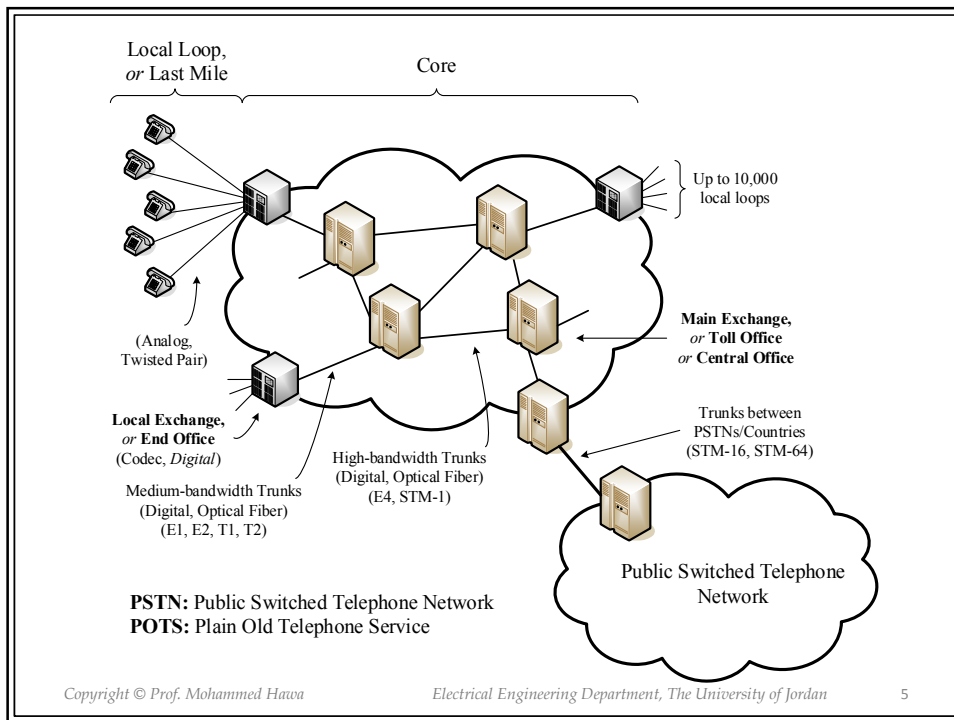 Local Loop,
or Last Mile
Core
Up to 10,000
local loops
(Analog,
Twisted Pair)
Main Exchange,
or Toll Office
or Central Office
Local Exchange,
or End Office
(Codec, Digital)
Medium-bandwidth Trunks
(Digital, Optical Fiber)
(E1, E2, T1, T2)
High-bandwidth Trunks
(Digital, Optical Fiber)
(E4, STM-1)
Trunks between
PSTNs/Countries
(STM-16, STM-64)
Public Switched Telephone
Network
PSTN: Public Switched Telephone Network
POTS: Plain Old Telephone Service
Copyright © Prof. Mohammed Hawa
Electrical Engineering Department, The University of Jordan
5